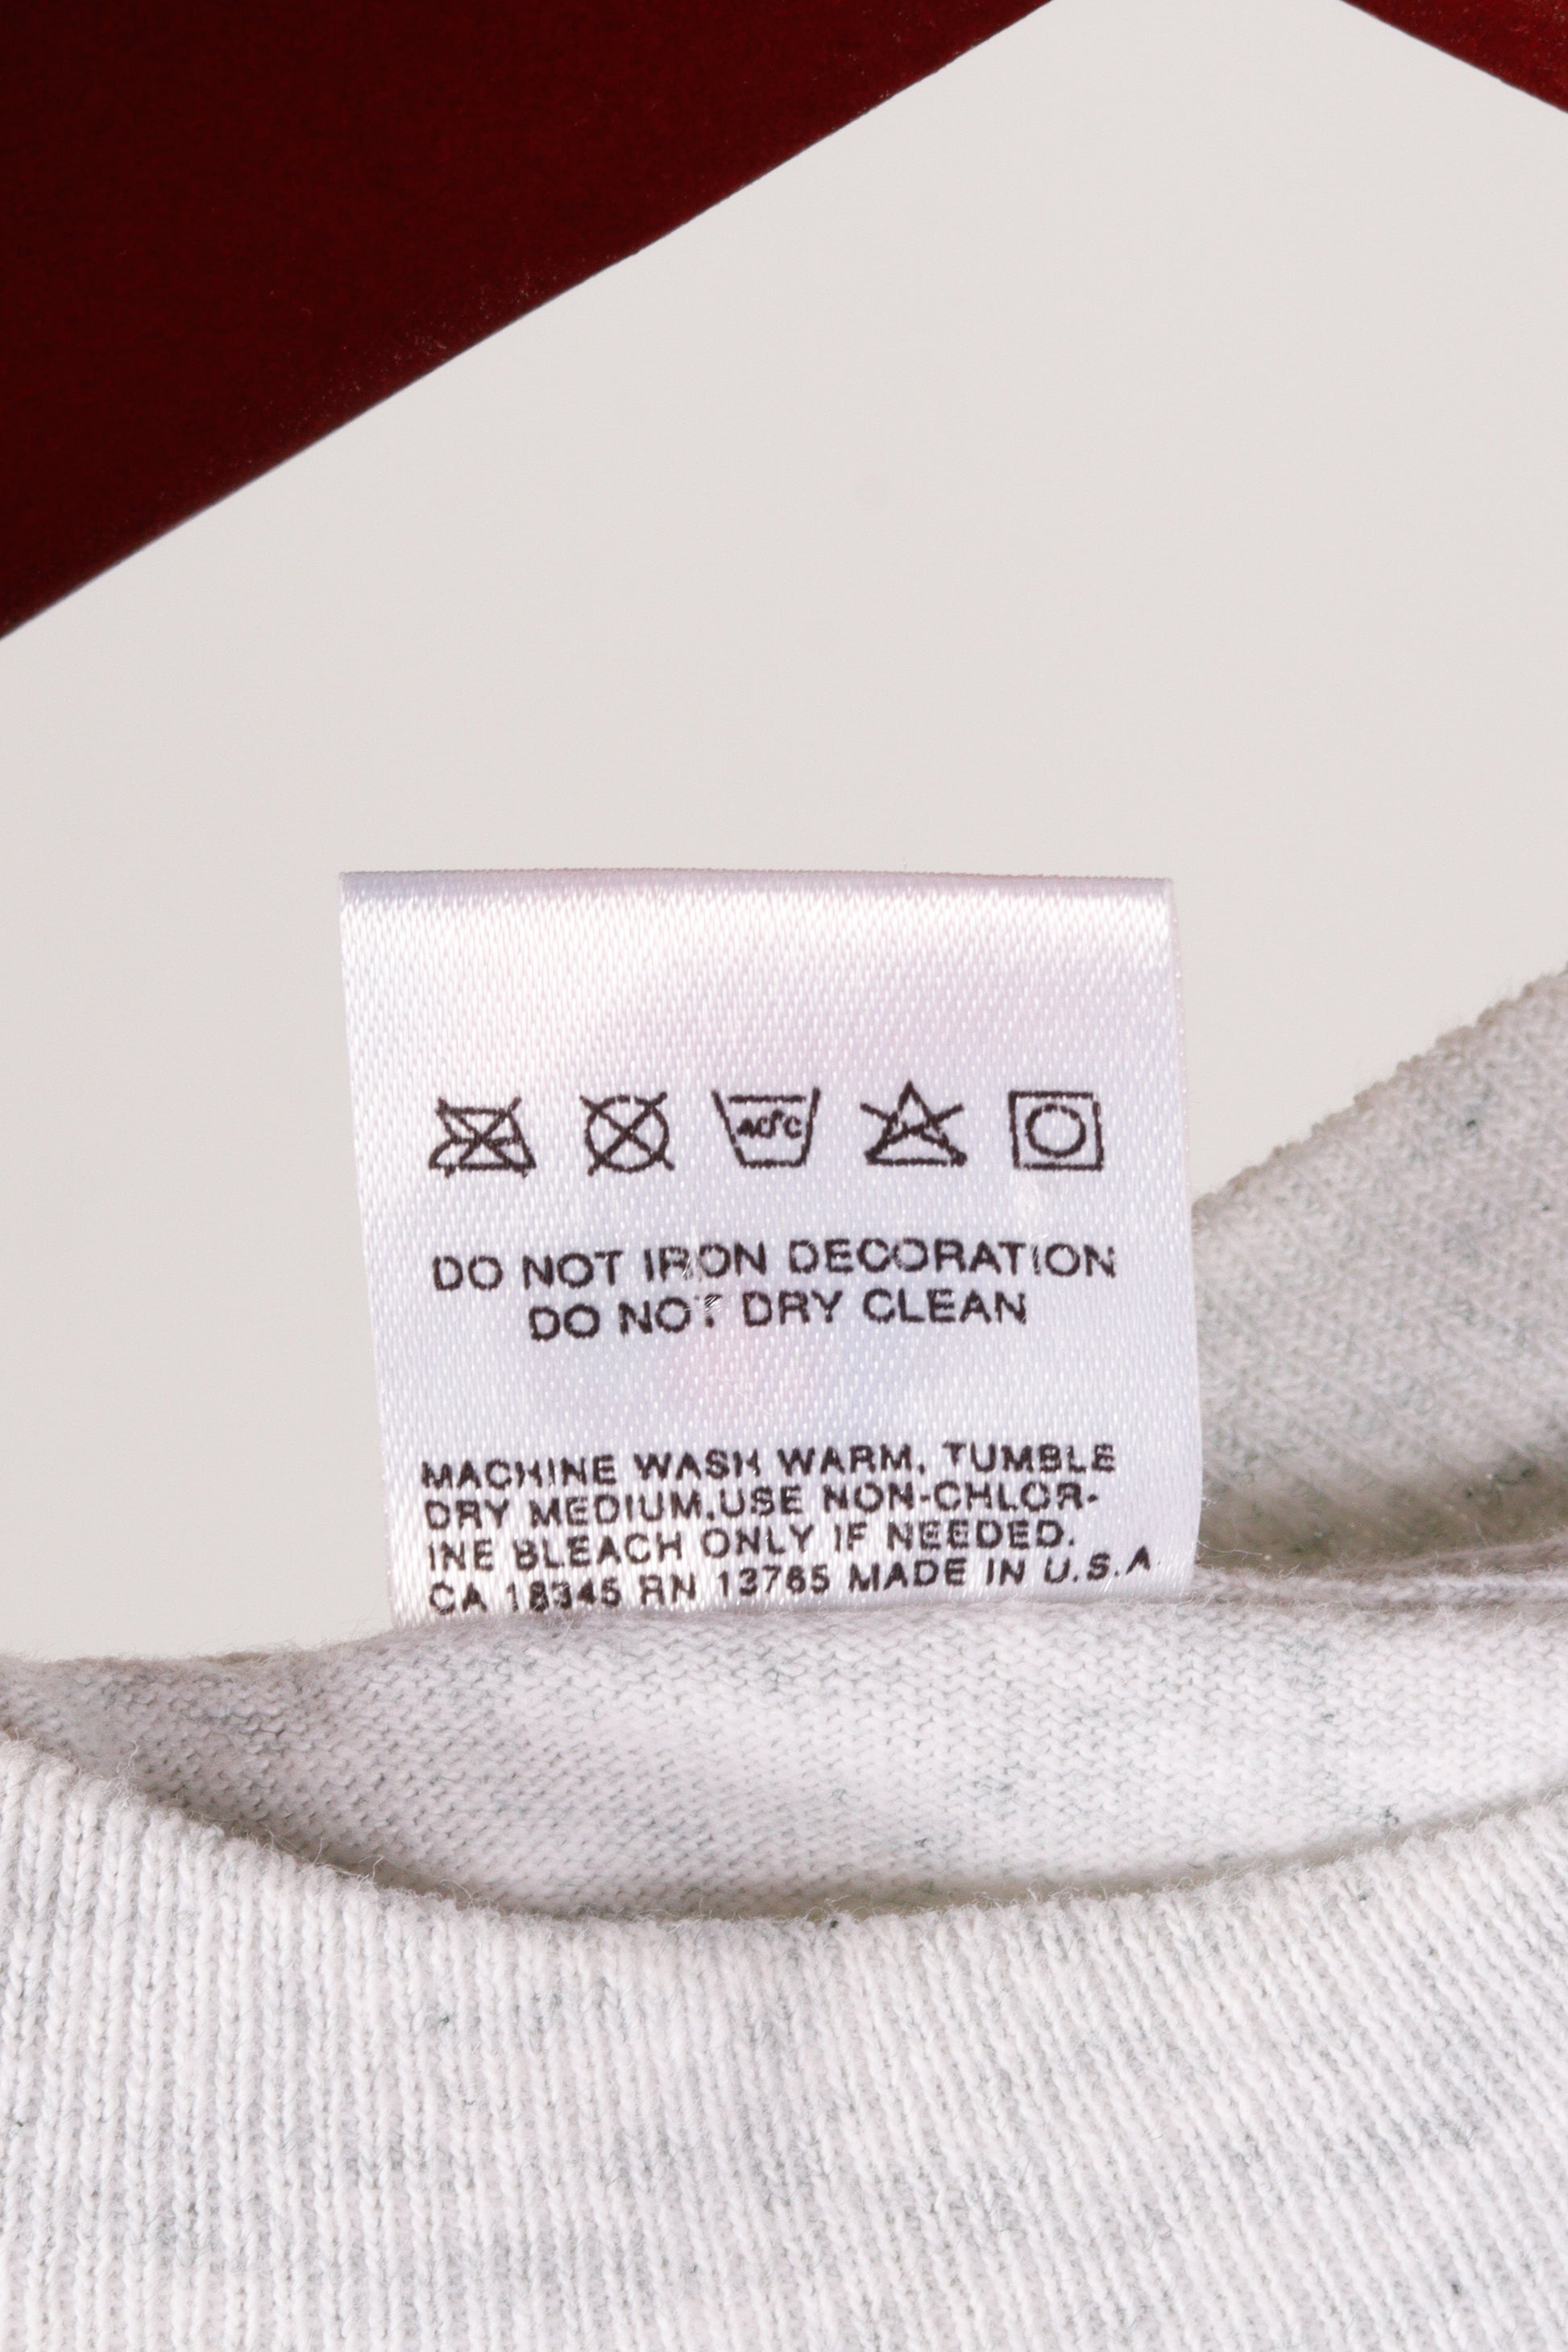 40°C
DO NOT IRON DECORATION
DO NOT DRY CLEAN
MACHINE WASH WARM, TUMBLE
DRY MEDIUM.USE NON-CHLOR-
INE BLEACH ONLY IF NEEDED.
CA 18345 RN 13765 MADE IN U.S.A